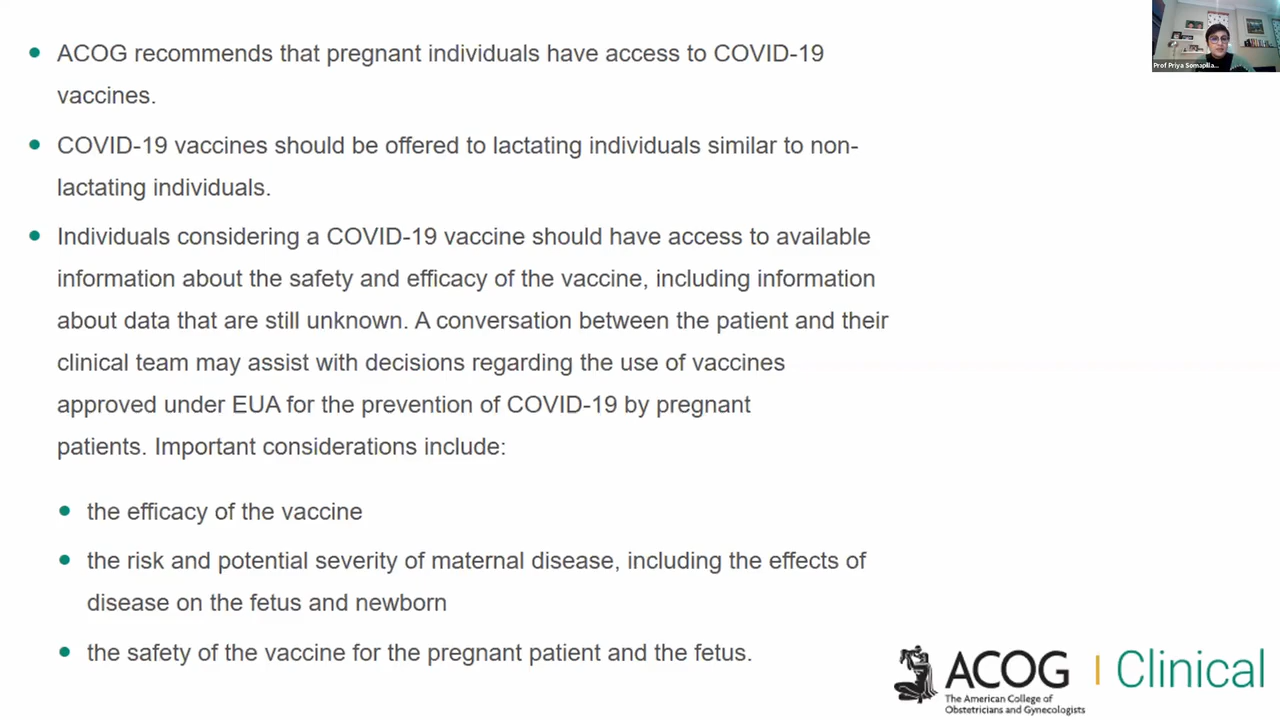 ACOG recommends that pregnant individuals have access to COVID-19
vaccines.
COVID-19 vaccines should be offered to lactating individuals similar to non-
lactating individuals.
Individuals considering a COVID-19 vaccine should have access to available
information about the safety and efficacy of the vaccine, including information
about data that are still unknown. A conversation between the patient and their
clinical team may assist with decisions regarding the use of vaccines
approved under EUA for the prevention of COVID-19 by pregnant
patients. Important considerations include:
the efficacy of the vaccine
the risk and potential severity of maternal disease, including the effects of
disease on the fetus and newborn
the safety of the vaccine for the pregnant patient and the fetus.
Prof Priya Somapilla...
ACOG | Clinical
The American College of
Obstetricians and Gynecologists